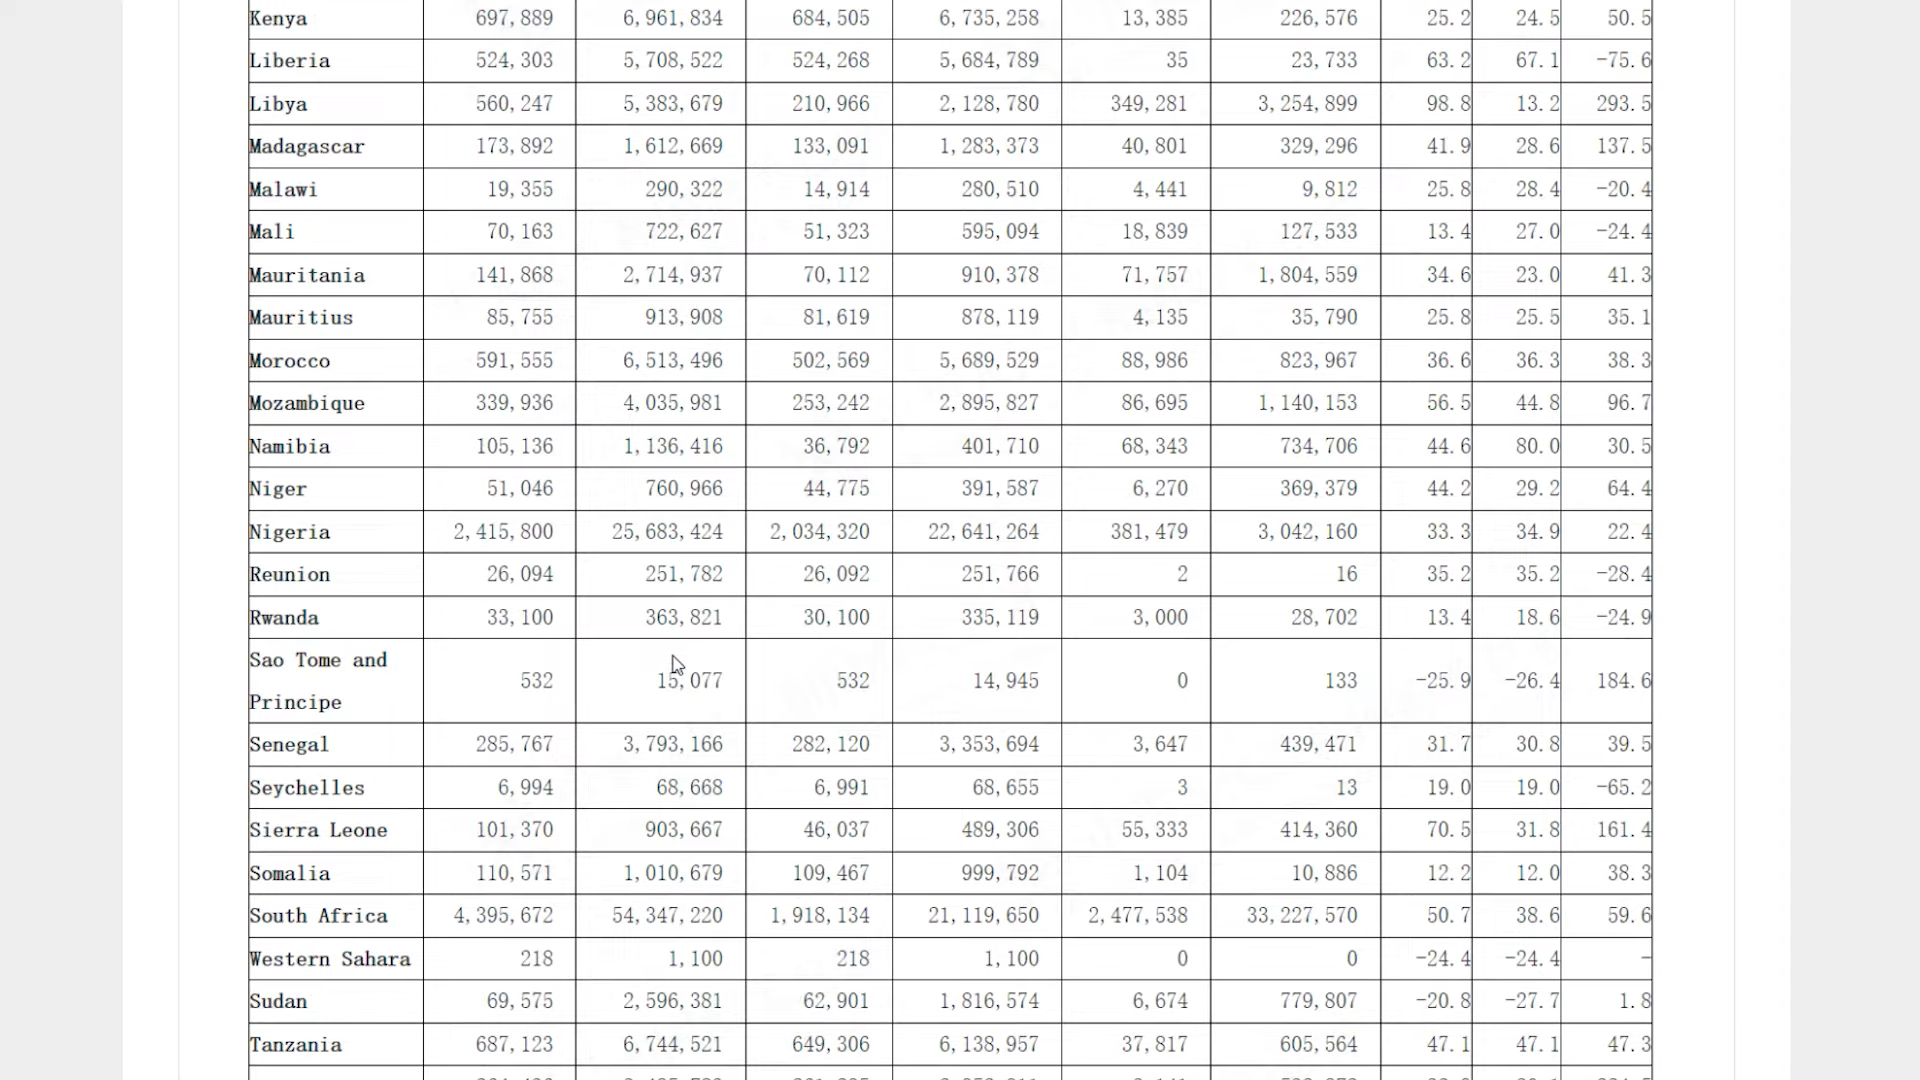 Kenya 697,889 6,961,834 684,505 6,735,258 13,385 226,576 25.2 24.5 50.5
Liberia 524,303 5,708,522 524,268 5,684,789 35 23,733 63.2 67.1 -75.6
Libya 560,247 5,383,679 210,966 2,128,780 349,281 3,254,899 98.8 13.2 293.5
Madagascar 173,892 1,612,669 133,091 1,283,373 40,801 329,296 41.9 28.6 137.5
Malawi 19,355 290,322 14,914 280,510 4,441 9,812 25.8 28.4 -20.4
Mali 70,163 722,627 51,323 595,094 18,839 127,533 13.4 27.0 -24.4
Mauritania 141,868 2,714,937 70,112 910,378 71,757 1,804,559 34.6 23.0 41.3
Mauritius 85,755 913,908 81,619 878,119 4,135 35,790 25.8 25.5 35.1
Morocco 591,555 6,513,496 502,569 5,689,529 88,986 823,967 36.6 36.3 38.3
Mozambique 339,936 4,035,981 253,242 2,895,827 86,695 1,140,153 56.5 44.8 96.7
Namibia 105,136 1,136,416 36,792 401,710 68,343 734,706 44.6 80.0 30.5
Niger 51,046 760,966 44,775 391,587 6,270 369,379 44.2 29.2 64.4
Nigeria 2,415,800 25,683,424 2,034,320 22,641,264 381,479 3,042,160 33.3 34.9 22.4
Reunion 26,094 251,782 26,092 251,766 2 16 35.2 35.2 -28.4
Rwanda 33,100 363,821 30,100 335,119 3,000 28,702 13.4 18.6 -24.9
Sao Tome and
Principe 532 15,077 532 14,945 0 133 -25.9 -26.4 184.6
Senegal 285,767 3,793,166 282,120 3,353,694 3,647 439,471 31.7 30.8 39.5
Seychelles 6,994 68,668 6,991 68,655 3 13 19.0 19.0 -65.2
Sierra Leone 101,370 903,667 46,037 489,306 55,333 414,360 70.5 31.8 161.4
Somalia 110,571 1,010,679 109,467 999,792 1,104 10,886 12.2 12.0 38.3
South Africa 4,395,672 54,347,220 1,918,134 21,119,650 2,477,538 33,227,570 50.7 38.6 59.6
Western Sahara 218 1,100 218 1,100 0 0 -24.4 -24.4 -
Sudan 69,575 2,596,381 62,901 1,816,574 6,674 779,807 -20.8 -27.7 1.8
Tanzania 687,123 6,744,521 649,306 6,138,957 37,817 605,564 47.1 47.1 47.3